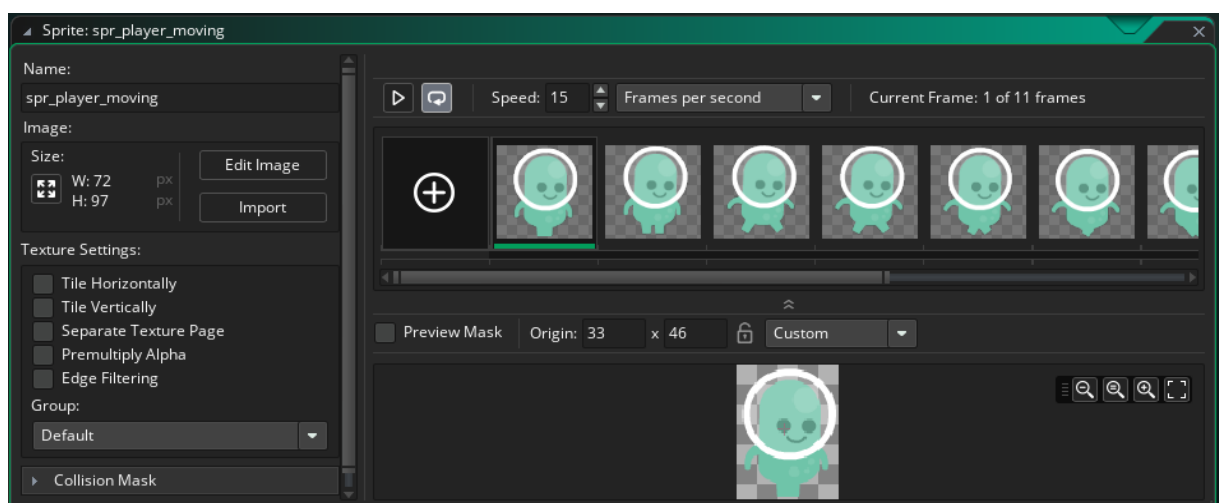 Sprite: spr_player_moving
Name:
spr_player_moving
Image:
Size:
W: 72 px
H: 97 px
Edit Image
Import
Texture Settings:
Tile Horizontally
Tile Vertically
Separate Texture Page
Premultiply Alpha
Edge Filtering
Group:
Default
Collision Mask
Speed: 15 Frames per second Current Frame: 1 of 11 frames
Preview Mask Origin: 33 x 46 Custom